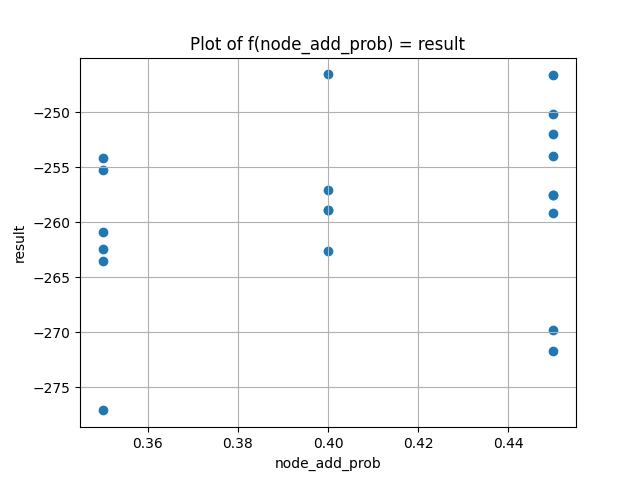 Plot of f(node_add_prob) = result
−250
−255
−260
−265
−270
−275
result
0.36 0.38 0.40 0.42 0.44
node_add_prob